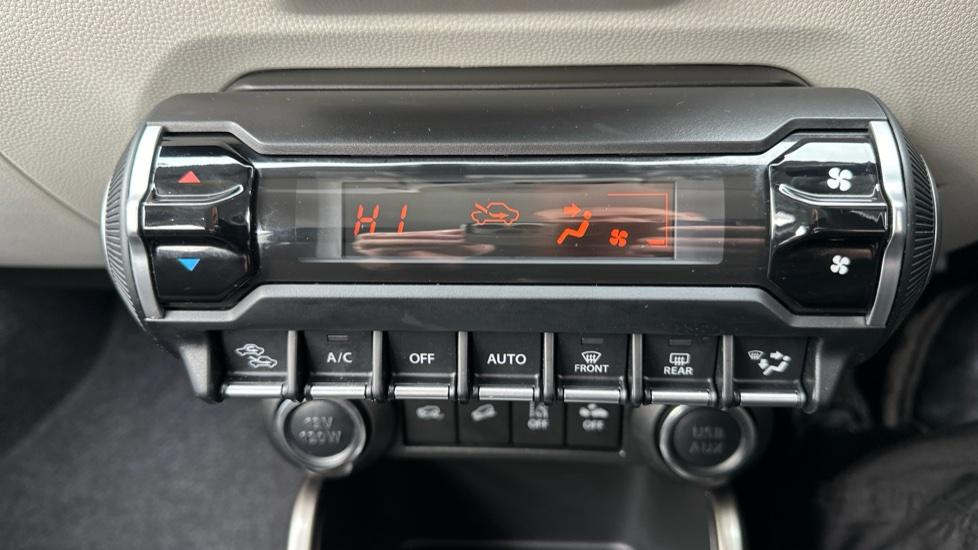 HI
A/C OFF AUTO FRONT REAR
OFF OFF
12V
120W
USB
AUX